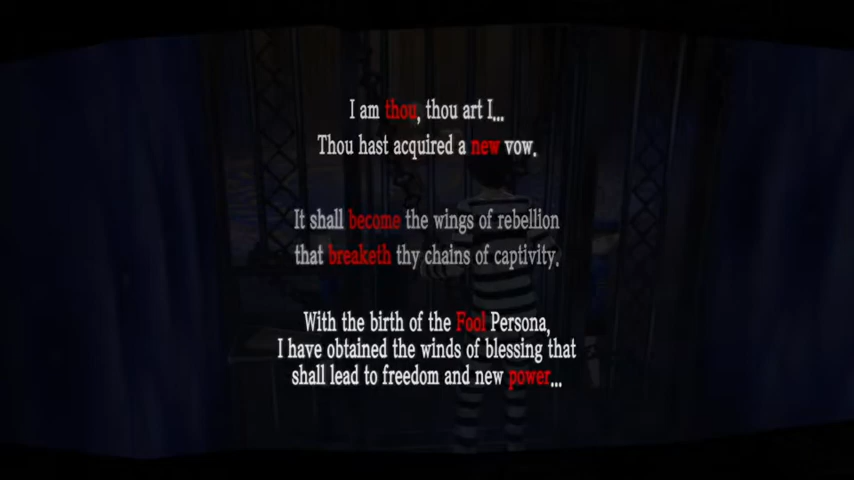 I am thou, thou art I...
Thou hast acquired a new vow.
It shall become the wings of rebellion
that breaketh thy chains of captivity.
With the birth of the Fool Persona,
I have obtained the winds of blessing that
shall lead to freedom and new power...